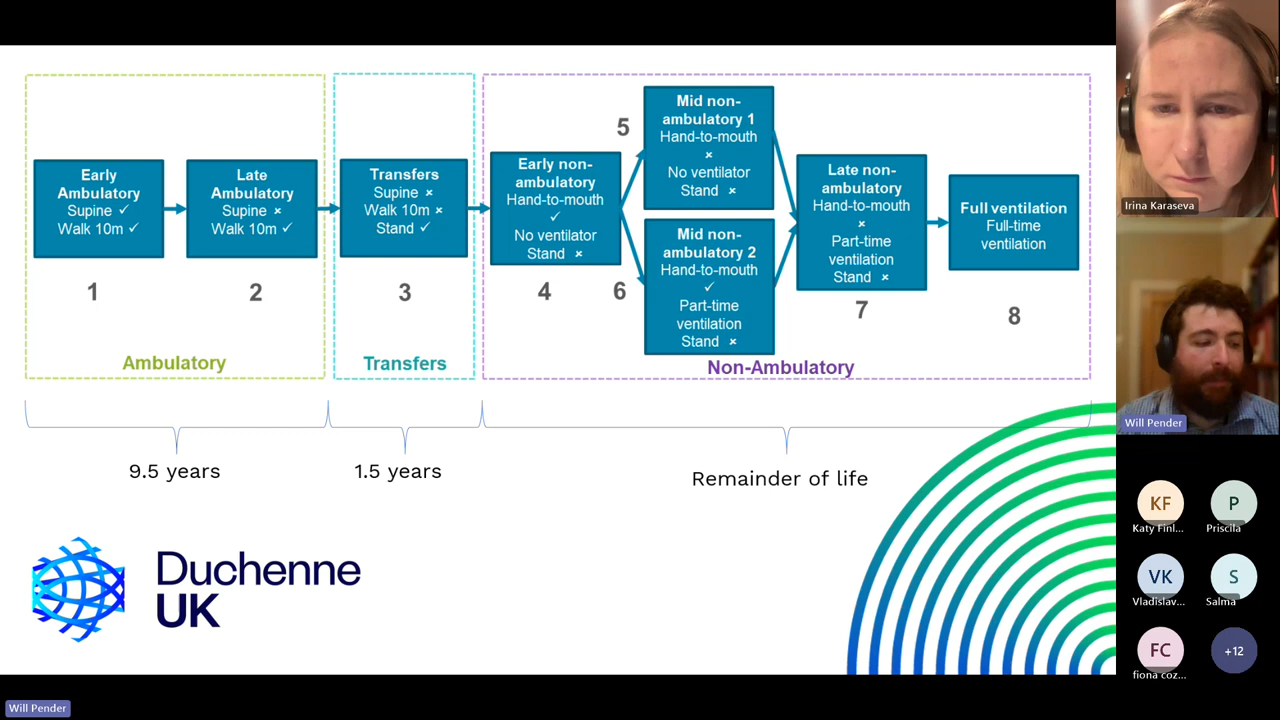 Early
Ambulatory
Supine ✓
Walk 10m ✓
1
Late
Ambulatory
Supine ×
Walk 10m ✓
2
Ambulatory
Transfers
Supine ×
Walk 10m ×
Stand ✓
3
Transfers
Early non-
ambulatory
Hand-to-mouth
✓
No ventilator
Stand ×
4
5
Mid non-
ambulatory 1
Hand-to-mouth
×
No ventilator
Stand ×
6
Mid non-
ambulatory 2
Hand-to-mouth
✓
Part-time
ventilation
Stand ×
Late non-
ambulatory
Hand-to-mouth
×
Part-time
ventilation
Stand ×
7
Full ventilation
Full-time
ventilation
8
Non-Ambulatory
9.5 years
1.5 years
Remainder of life
Duchenne
UK
Irina Karaseva
Will Pender
KF
Katy Finl...
P
Priscila
VK
Vladislav...
S
Salma
FC
fiona coz...
+12
Will Pender